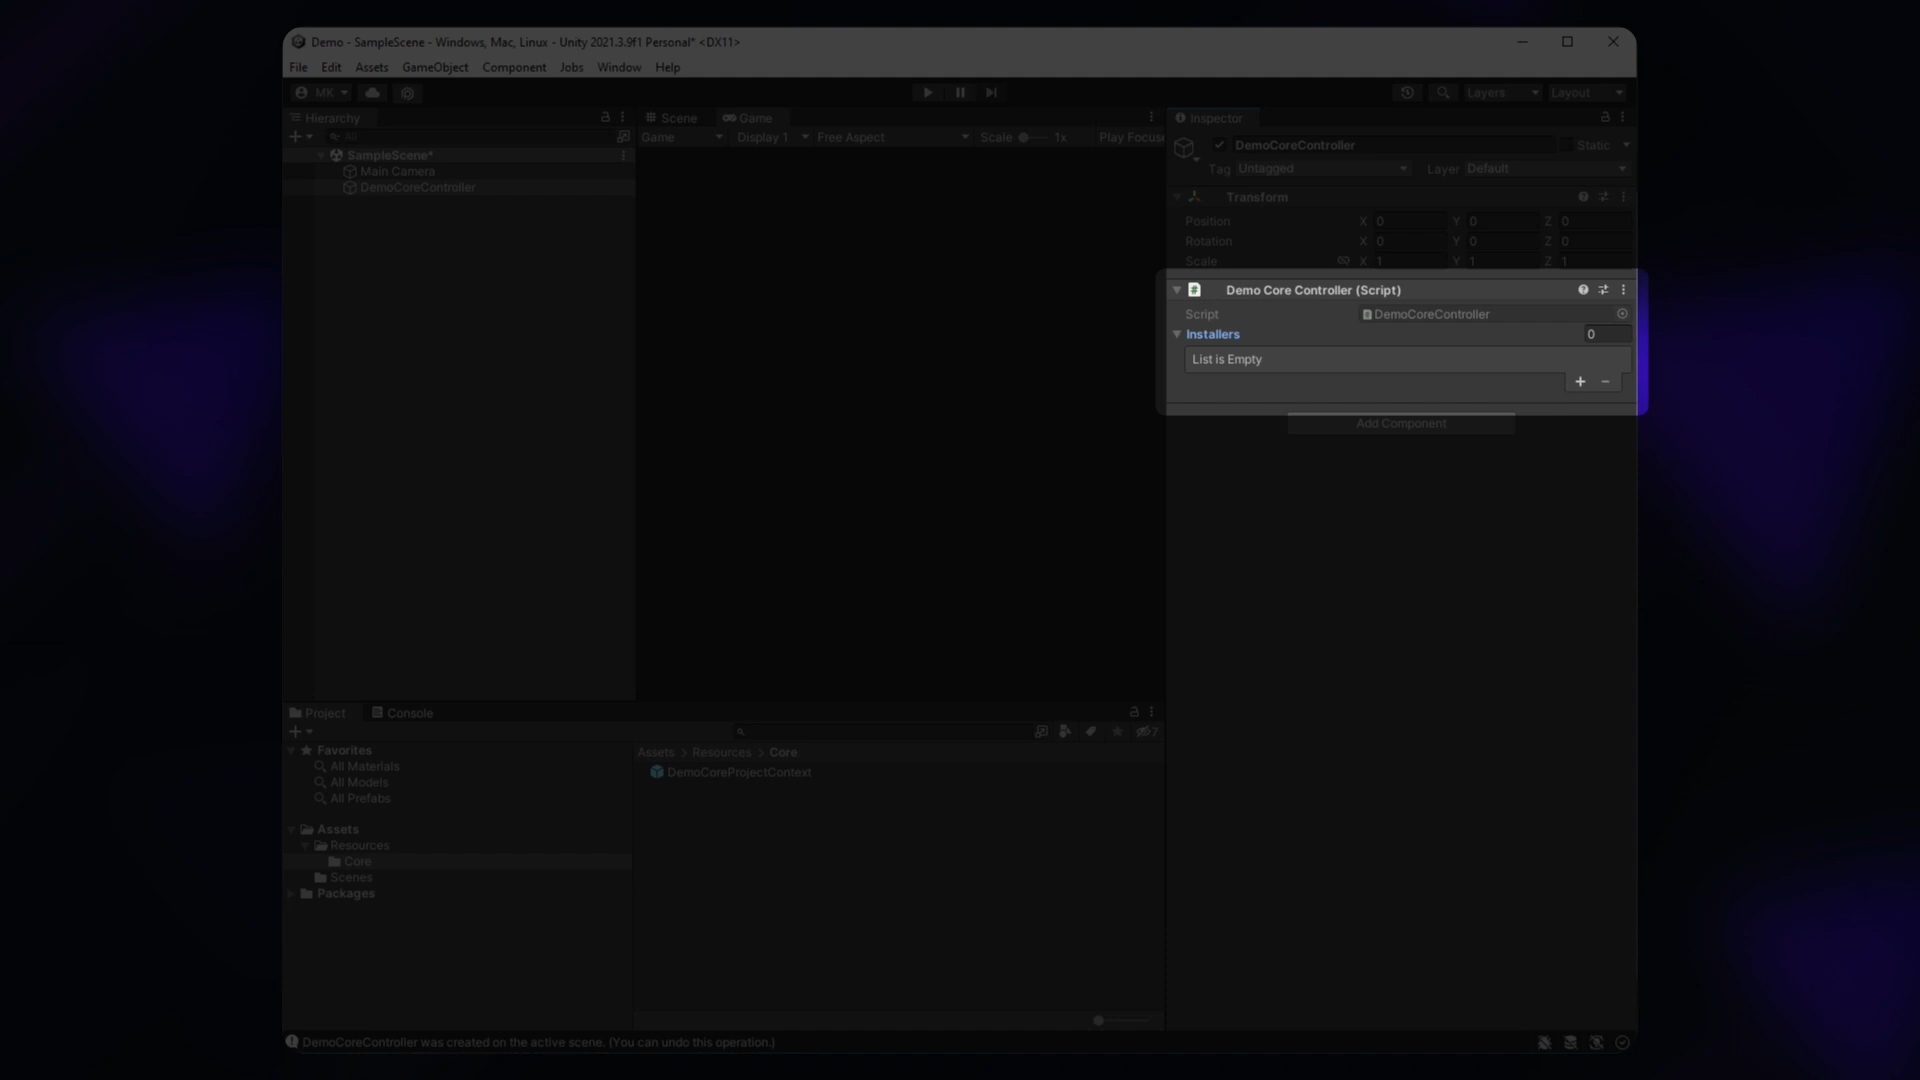 Demo - SampleScene - Windows, Mac, Linux - Unity 2021.3.9f1 Personal* <DX11>
File Edit Assets GameObject Component Jobs Window Help
MK
Layers Layout
Hierarchy
All
SampleScene*
Main Camera
DemoCoreController
Scene Game
Game Display 1 Free Aspect Scale 1x Play Focus
Inspector
DemoCoreController Static
Tag Untagged Layer Default
Transform
Position X 0 Y 0 Z 0
Rotation X 0 Y 0 Z 0
Scale X 1 Y 1 Z 1
# Demo Core Controller (Script)
Script DemoCoreController
Installers 0
List is Empty
+ −
Add Component
Project Console
7
Favorites
All Materials
All Models
All Prefabs
Assets
Resources
Core
Scenes
Packages
Assets > Resources > Core
DemoCoreProjectContext
DemoCoreController was created on the active scene. (You can undo this operation.)